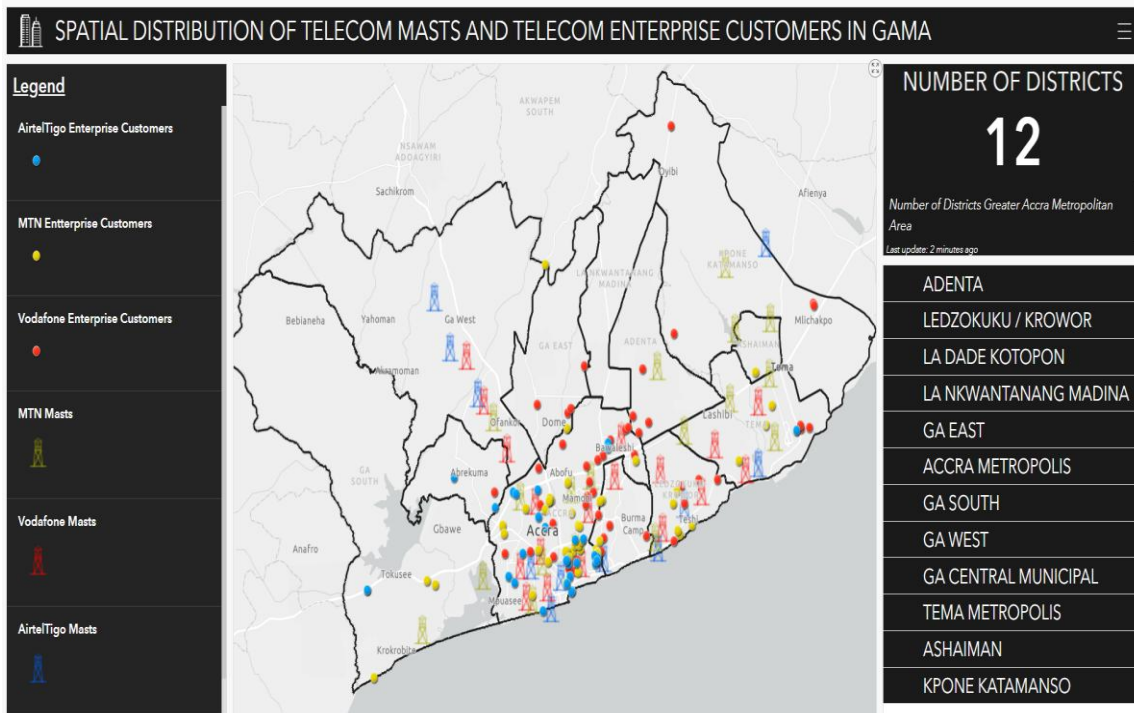 SPATIAL DISTRIBUTION OF TELECOM MASTS AND TELECOM ENTERPRISE CUSTOMERS IN GAMA
Legend
AirtelTigo Enterprise Customers
MTN Entterprise Customers
Vodafone Enterprise Customers
MTN Masts
Vodafone Masts
AirtelTigo Masts
AKWAPEM
SOUTH
NSAWAM
ADOAGYIRI
Sachikrom
Oyibi
Afienya
KPONE
KATAMANSO
LA NKWANTANANG
MADINA
Bebianeha
Yahoman
Ga West
Mlichakpo
GA EAST
ADENTA
ASHAIMAN
Tema
Ofankor
Dome
Lashibi
TEMA
GA
SOUTH
Abrekuma
Abofu
Mamobi
ACCRA
Gbawe
Accra
Burma
Camp
Teshi
Anafro
Tokusee
Krokrobite
NUMBER OF DISTRICTS
12
Number of Districts Greater Accra Metropolitan
Area
Last update: 2 minutes ago
ADENTA
LEDZOKUKU / KROWOR
LA DADE KOTOPON
LA NKWANTANANG MADINA
GA EAST
ACCRA METROPOLIS
GA SOUTH
GA WEST
GA CENTRAL MUNICIPAL
TEMA METROPOLIS
ASHAIMAN
KPONE KATAMANSO